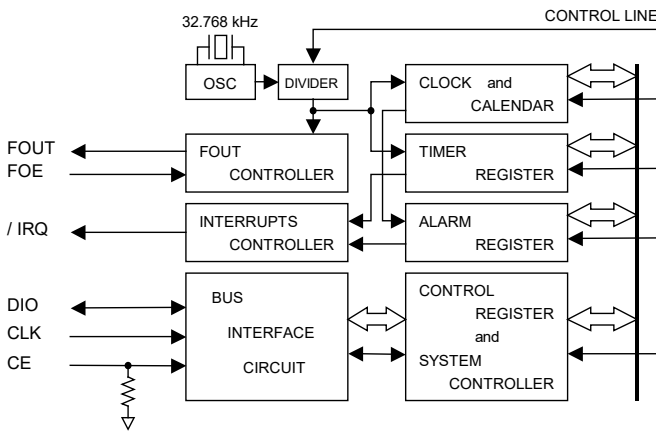 32.768 kHz
CONTROL LINE
OSC
DIVIDER
CLOCK and
CALENDAR
FOUT
FOE
FOUT
CONTROLLER
TIMER
REGISTER
/ IRQ
INTERRUPTS
CONTROLLER
ALARM
REGISTER
DIO
CLK
CE
BUS
INTERFACE
CIRCUIT
CONTROL
REGISTER
and
SYSTEM
CONTROLLER